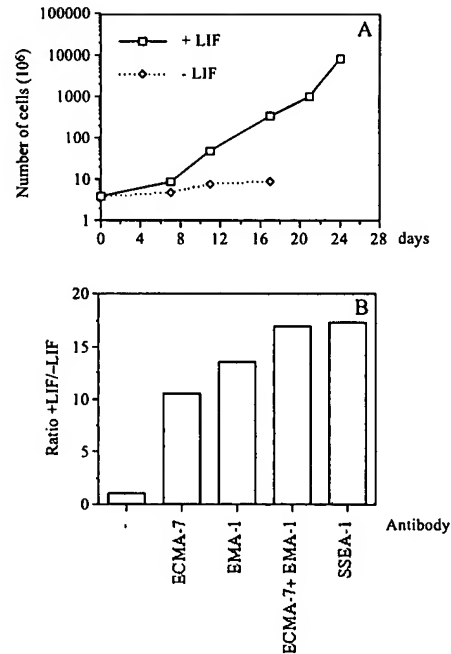 A
100000
10000
1000
100
10
1
Number of cells (10⁶)
+ LIF
- LIF
0 4 8 12 16 20 24 28 days
B
20
15
10
5
0
Ratio +LIF/–LIF
- ECMA-7 EMA-1 ECMA-7+ EMA-1 SSEA-1 Antibody